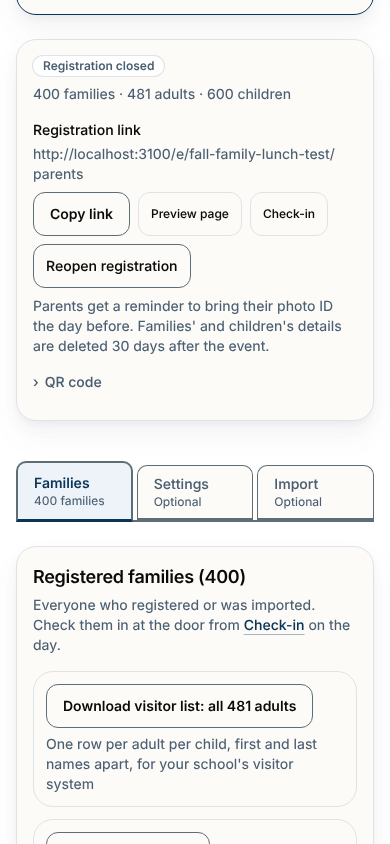 Registration closed
400 families · 481 adults · 600 children
Registration link
http://localhost:3100/e/fall-family-lunch-test/
parents
Copy link
Preview page
Check-in
Reopen registration
Parents get a reminder to bring their photo ID
the day before. Families' and children's details
are deleted 30 days after the event.
› QR code
Families
400 families
Settings
Optional
Import
Optional
Registered families (400)
Everyone who registered or was imported.
Check them in at the door from Check-in on the
day.
Download visitor list: all 481 adults
One row per adult per child, first and last
names apart, for your school's visitor
system